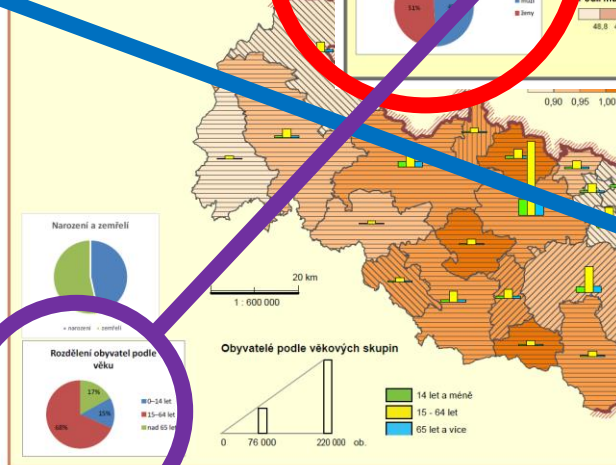 51%
ženy
48,8
0,90 0,95 1,00
Narození a zemřelí
narození zemřelí
20 km
1 : 600 000
Rozdělení obyvatel podle
věku
17%
15%
68%
0–14 let
15–64 let
nad 65 let
Obyvatelé podle věkových skupin
0 76 000 220 000 ob.
14 let a méně
15 - 64 let
65 let a více